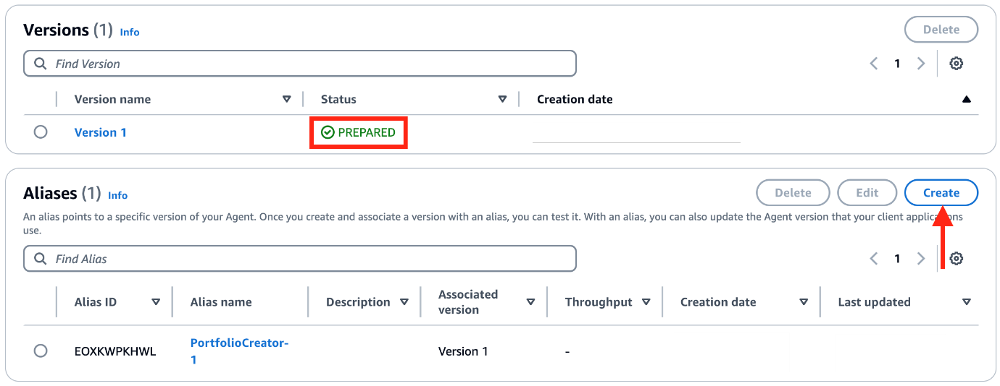 Versions (1) Info
Delete
Find Version
1
Version name
Status
Creation date
Version 1
PREPARED
Aliases (1) Info
Delete
Edit
Create
An alias points to a specific version of your Agent. Once you create and associate a version with an alias, you can test it. With an alias, you can also update the Agent version that your client applications
use.
Find Alias
1
Alias ID
Alias name
Description
Associated
version
Throughput
Creation date
Last updated
EOXKWPKHWL
PortfolioCreator-
1
Version 1
-